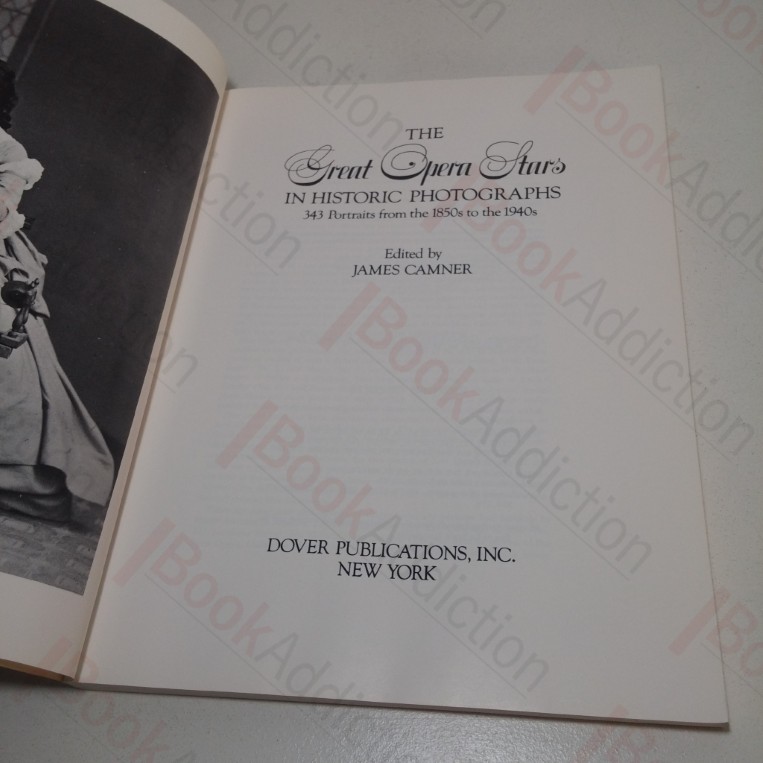 THE
Great Opera Stars
IN HISTORIC PHOTOGRAPHS
343 Portraits from the 1850s to the 1940s
Edited by
JAMES CAMNER
DOVER PUBLICATIONS, INC.
NEW YORK
BookAddiction